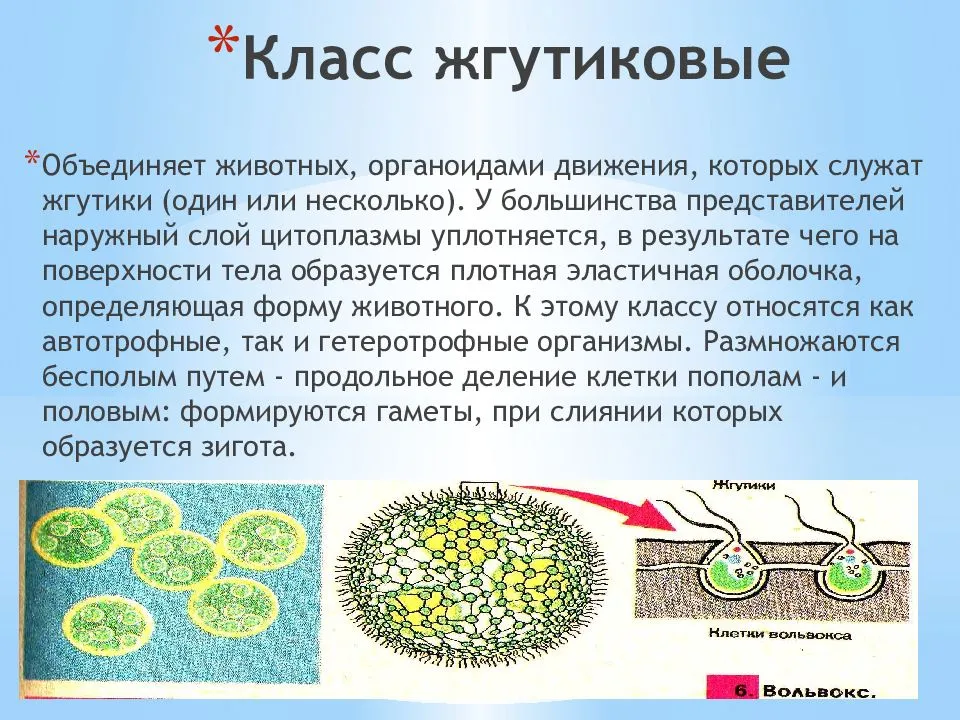 *Класс жгутиковые
*Объединяет животных, органоидами движения, которых служат
жгутики (один или несколько). У большинства представителей
наружный слой цитоплазмы уплотняется, в результате чего на
поверхности тела образуется плотная эластичная оболочка,
определяющая форму животного. К этому классу относятся как
автотрофные, так и гетеротрофные организмы. Размножаются
бесполым путем - продольное деление клетки пополам - и
половым: формируются гаметы, при слиянии которых
образуется зигота.
Жгутики
Клетки вольвокса
6. Вольвокс.